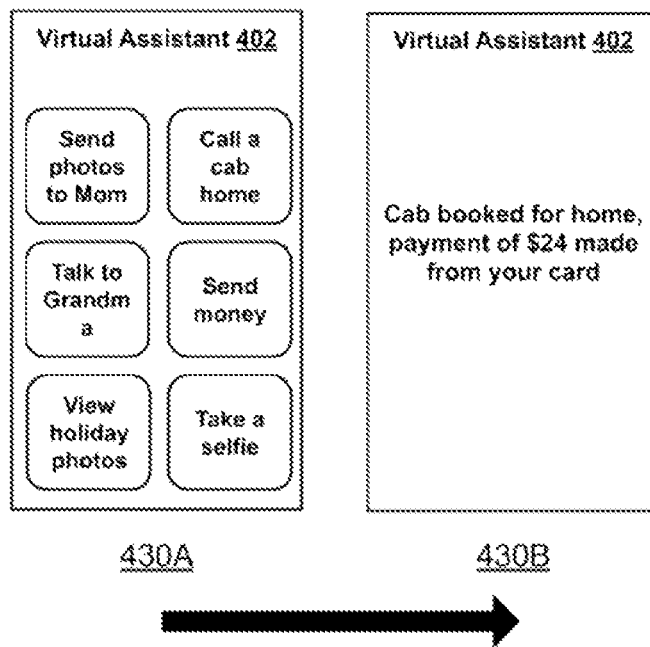 Virtual Assistant 402
Send
photos
to Mom
Call a
cab
home
Talk to
Grandm
a
Send
money
View
holiday
photos
Take a
selfie
430A
Virtual Assistant 402
Cab booked for home,
payment of $24 made
from your card
430B